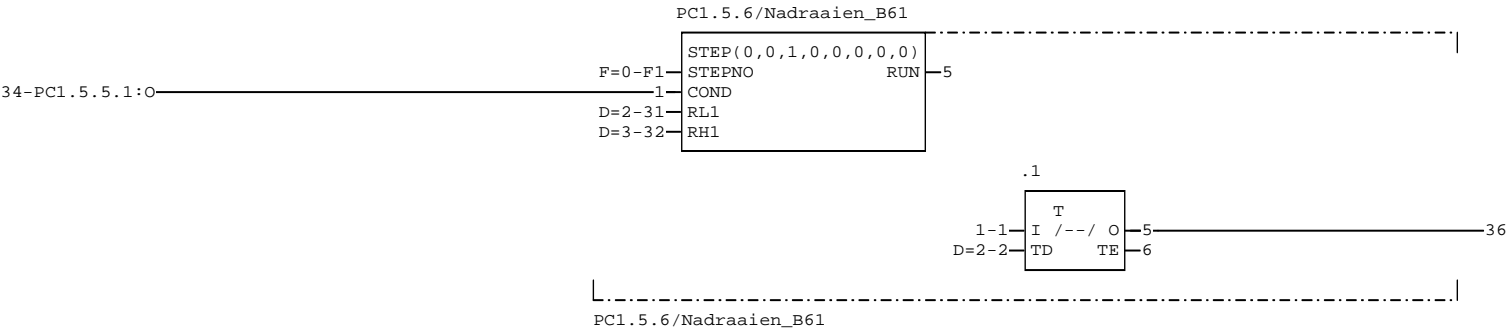 PC1.5.6/Nadraaien_B61
STEP(0,0,1,0,0,0,0,0)
F=0-F1 STEPNO RUN 5
34-PC1.5.5.1:O 1 COND
D=2-31 RL1
D=3-32 RH1
.1
T
1-1 I /--/ O 5 36
D=2-2 TD TE 6
PC1.5.6/Nadraaien_B61